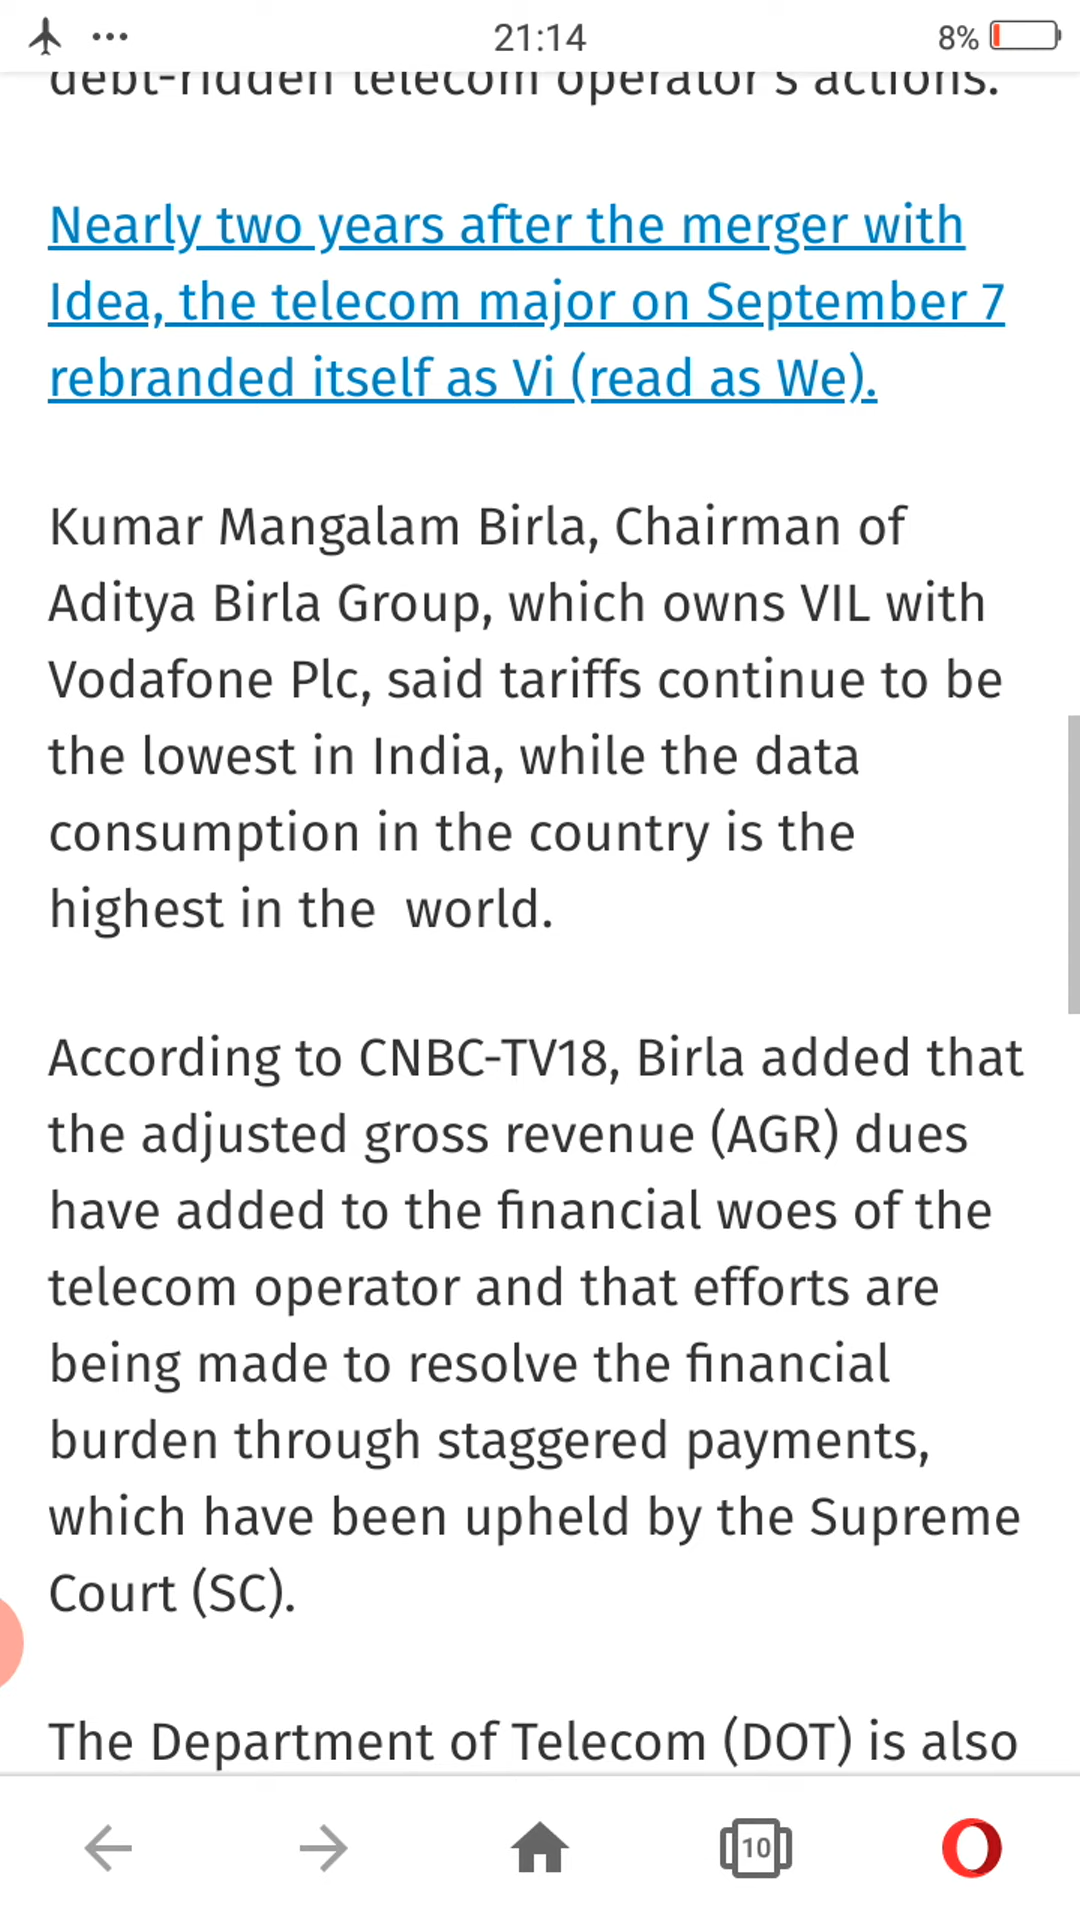 21:14
8%
debt-ridden telecom operator's actions.
Nearly two years after the merger with
Idea, the telecom major on September 7
rebranded itself as Vi (read as We).
Kumar Mangalam Birla, Chairman of
Aditya Birla Group, which owns VIL with
Vodafone Plc, said tariffs continue to be
the lowest in India, while the data
consumption in the country is the
highest in the  world.
According to CNBC-TV18, Birla added that
the adjusted gross revenue (AGR) dues
have added to the financial woes of the
telecom operator and that efforts are
being made to resolve the financial
burden through staggered payments,
which have been upheld by the Supreme
Court (SC).
The Department of Telecom (DOT) is also
10